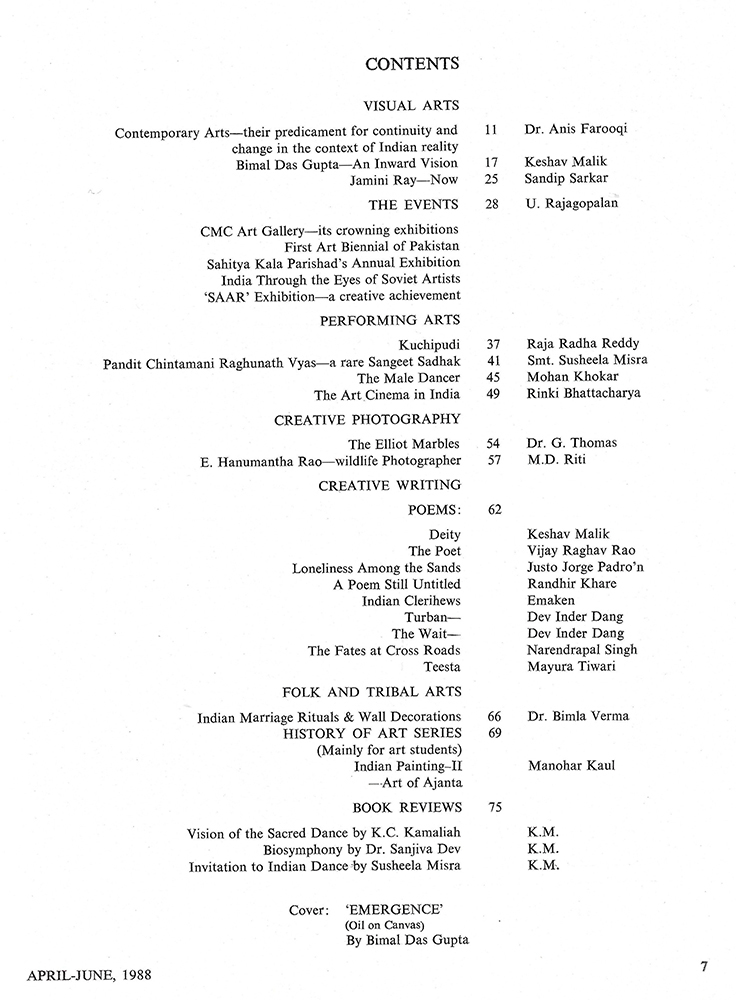 CONTENTS
VISUAL ARTS
Contemporary Arts—their predicament for continuity and 11 Dr. Anis Farooqi
change in the context of Indian reality
Bimal Das Gupta—An Inward Vision 17 Keshav Malik
Jamini Ray—Now 25 Sandip Sarkar
THE EVENTS 28 U. Rajagopalan
CMC Art Gallery—its crowning exhibitions
First Art Biennial of Pakistan
Sahitya Kala Parishad's Annual Exhibition
India Through the Eyes of Soviet Artists
'SAAR' Exhibition—a creative achievement
PERFORMING ARTS
Kuchipudi 37 Raja Radha Reddy
Pandit Chintamani Raghunath Vyas—a rare Sangeet Sadhak 41 Smt. Susheela Misra
The Male Dancer 45 Mohan Khokar
The Art Cinema in India 49 Rinki Bhattacharya
CREATIVE PHOTOGRAPHY
The Elliot Marbles 54 Dr. G. Thomas
E. Hanumantha Rao—wildlife Photographer 57 M.D. Riti
CREATIVE WRITING
POEMS: 62
Deity Keshav Malik
The Poet Vijay Raghav Rao
Loneliness Among the Sands Justo Jorge Padro'n
A Poem Still Untitled Randhir Khare
Indian Clerihews Emaken
Turban— Dev Inder Dang
The Wait— Dev Inder Dang
The Fates at Cross Roads Narendrapal Singh
Teesta Mayura Tiwari
FOLK AND TRIBAL ARTS
Indian Marriage Rituals & Wall Decorations 66 Dr. Bimla Verma
HISTORY OF ART SERIES 69
(Mainly for art students)
Indian Painting–II Manohar Kaul
—Art of Ajanta
BOOK REVIEWS 75
Vision of the Sacred Dance by K.C. Kamaliah K.M.
Biosymphony by Dr. Sanjiva Dev K.M.
Invitation to Indian Dance by Susheela Misra K.M.
Cover: 'EMERGENCE'
(Oil on Canvas)
By Bimal Das Gupta
APRIL-JUNE, 1988 7